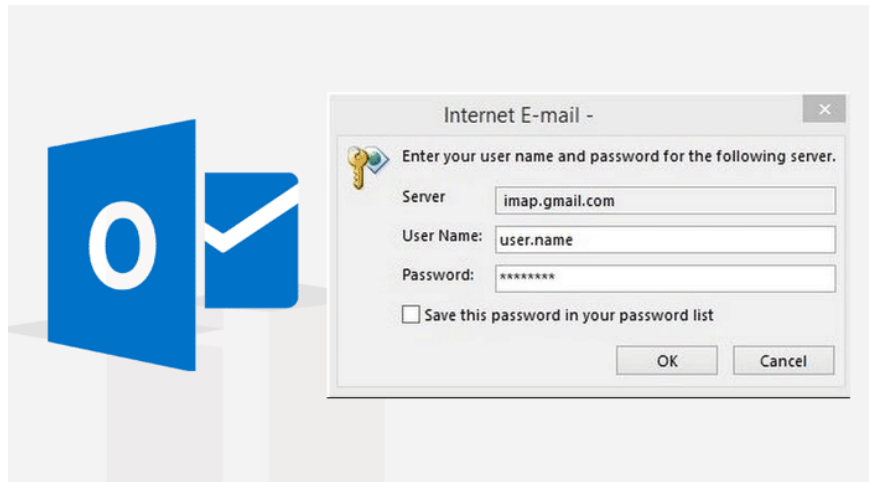 Internet E-mail -
Enter your user name and password for the following server.
Server
imap.gmail.com
User Name:
user.name
Password:
********
Save this password in your password list
OK
Cancel
O